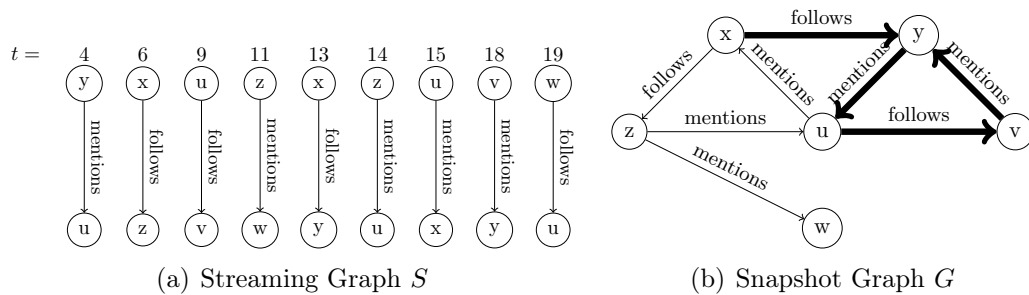 t = 4 6 9 11 13 14 15 18 19
y x u z x z u v w
mentions follows follows mentions follows mentions mentions mentions follows
u z v w y u x y u
(a) Streaming Graph S
follows
x y
follows mentions mentions mentions
z mentions u follows v
mentions
w
(b) Snapshot Graph G